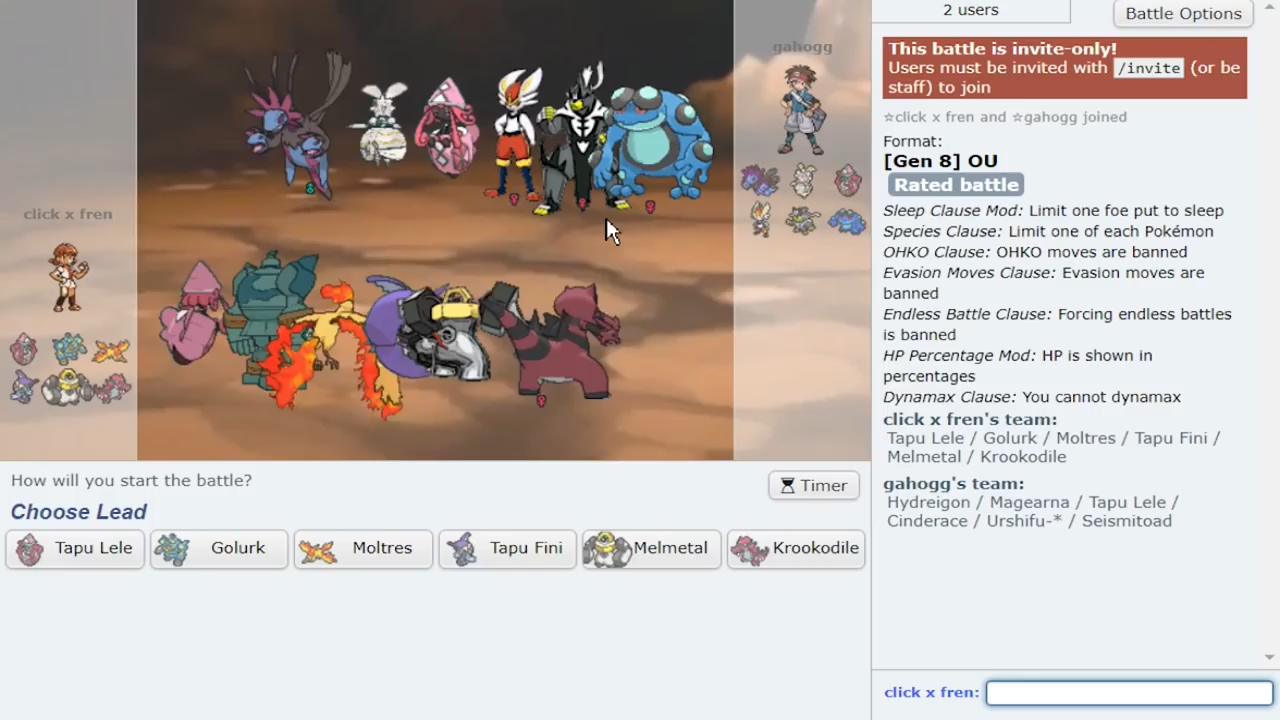 2 users
Battle Options
gahogg
click x fren
This battle is invite-only!
Users must be invited with /invite (or be
staff) to join
☆click x fren and ☆gahogg joined
Format:
[Gen 8] OU
Rated battle
Sleep Clause Mod: Limit one foe put to sleep
Species Clause: Limit one of each Pokémon
OHKO Clause: OHKO moves are banned
Evasion Moves Clause: Evasion moves are
banned
Endless Battle Clause: Forcing endless battles
is banned
HP Percentage Mod: HP is shown in
percentages
Dynamax Clause: You cannot dynamax
click x fren's team:
Tapu Lele / Golurk / Moltres / Tapu Fini /
Melmetal / Krookodile
gahogg's team:
Hydreigon / Magearna / Tapu Lele /
Cinderace / Urshifu-* / Seismitoad
How will you start the battle?
Timer
Choose Lead
Tapu Lele
Golurk
Moltres
Tapu Fini
Melmetal
Krookodile
click x fren: